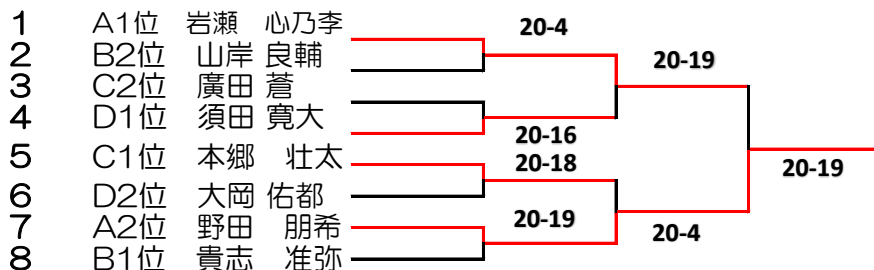 1 A1位 岩瀬 心乃李
2 B2位 山岸 良輔
3 C2位 廣田 蒼
4 D1位 須田 寛大
5 C1位 本郷 壮太
6 D2位 大岡 佑都
7 A2位 野田 朋希
8 B1位 貴志 准弥
20-4
20-16
20-18
20-19
20-19
20-4
20-19